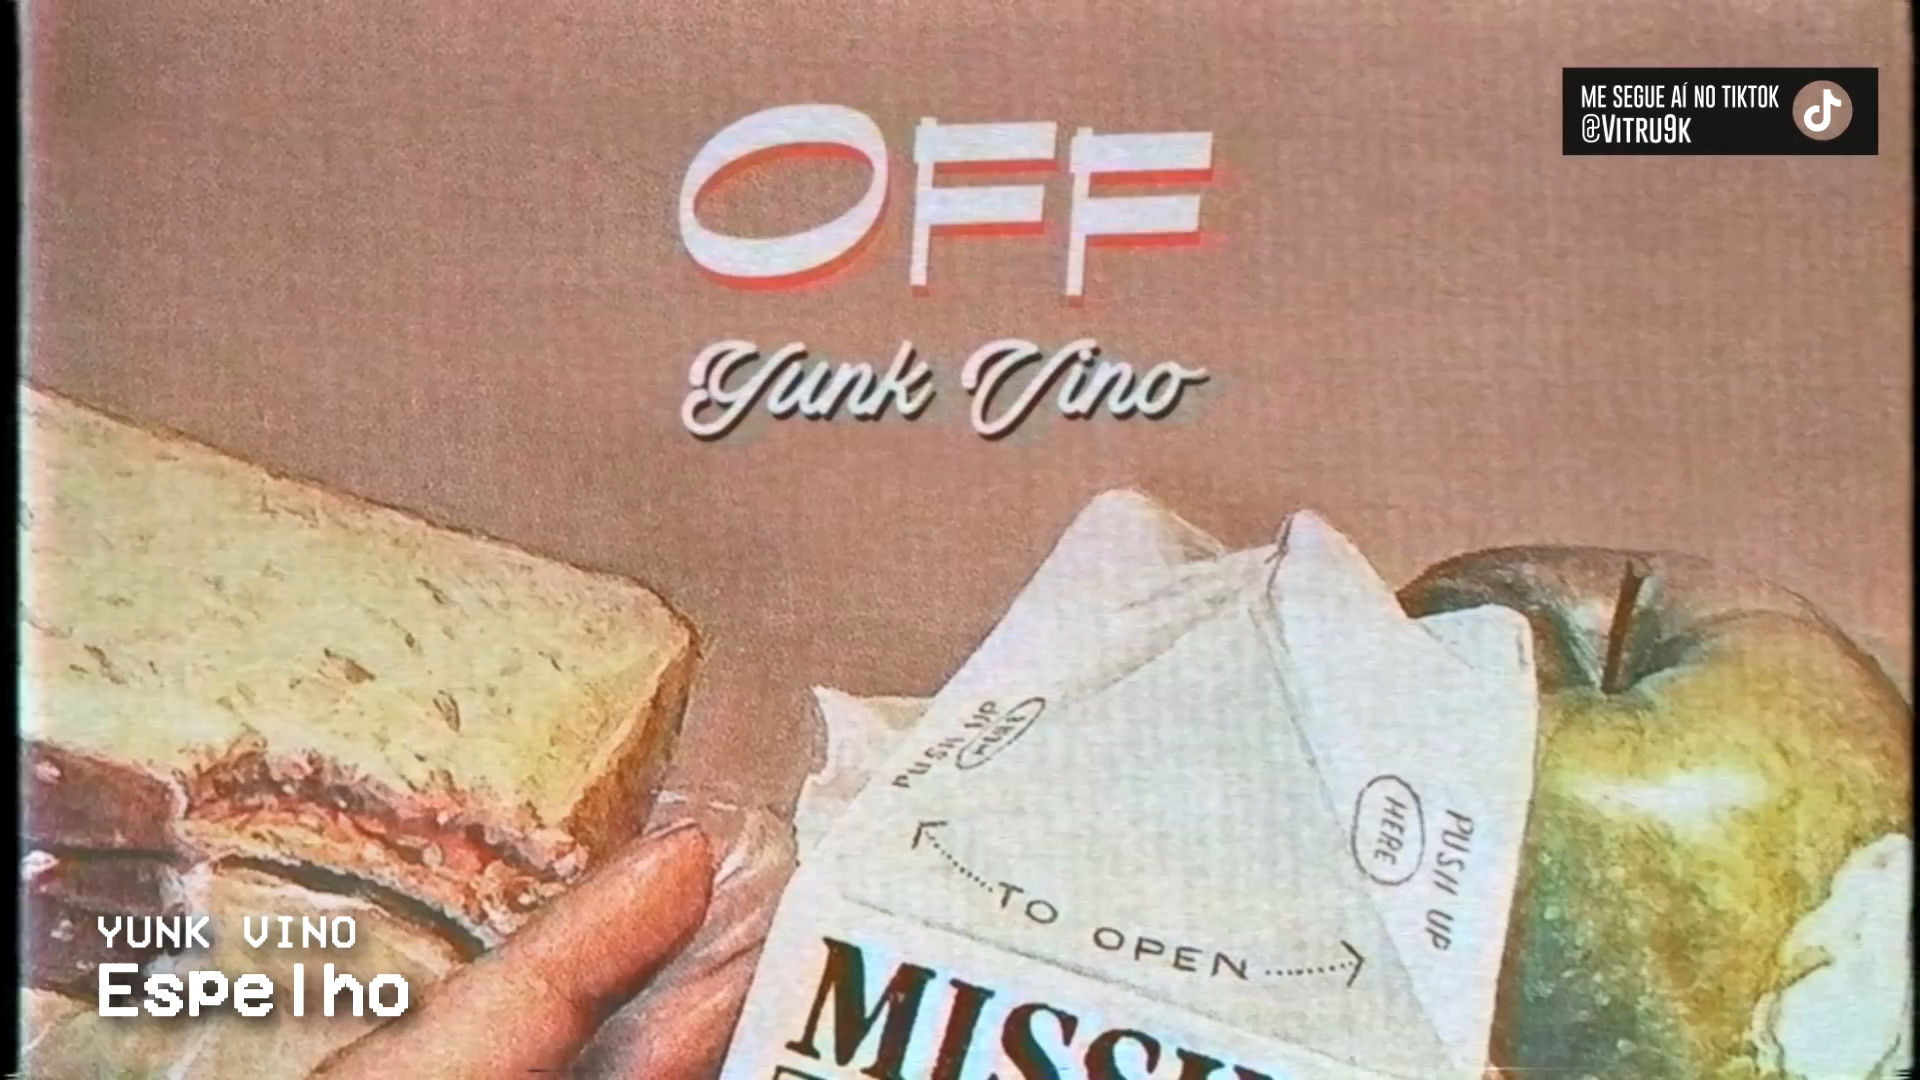 OFF
Yunk Vino
ME SEGUE AÍ NO TIKTOK
@VITRU9K
PUSH UP
HERE
PUSH UP
HERE
TO OPEN
YUNK VINO
Espelho